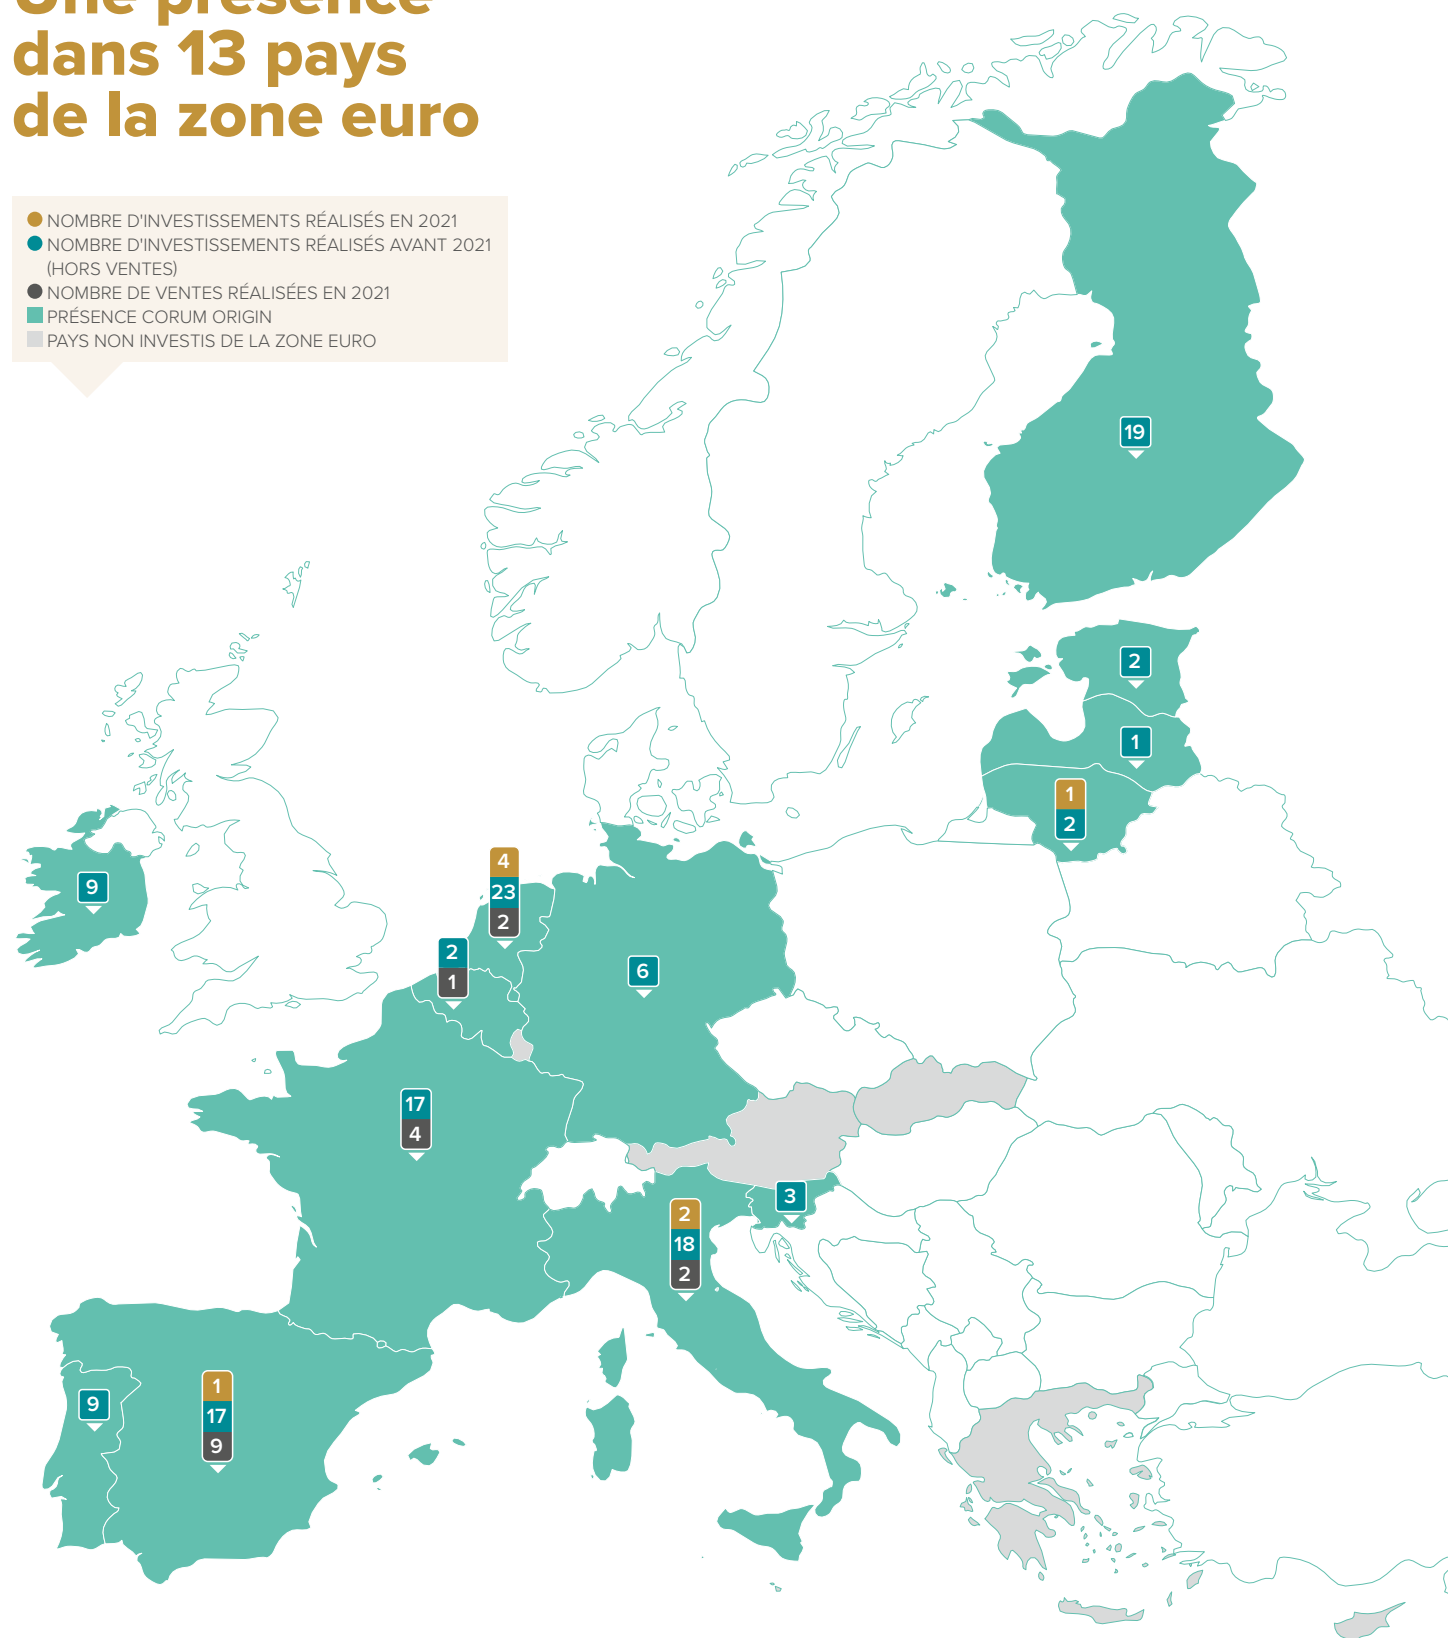 Une présence
dans 13 pays
de la zone euro
NOMBRE D'INVESTISSEMENTS RÉALISÉS EN 2021
NOMBRE D'INVESTISSEMENTS RÉALISÉS AVANT 2021
(HORS VENTES)
NOMBRE DE VENTES RÉALISÉES EN 2021
PRÉSENCE CORUM ORIGIN
PAYS NON INVESTIS DE LA ZONE EURO
19
2
1
1
2
4
23
2
9
2
1
6
17
4
3
2
18
2
1
17
9
9